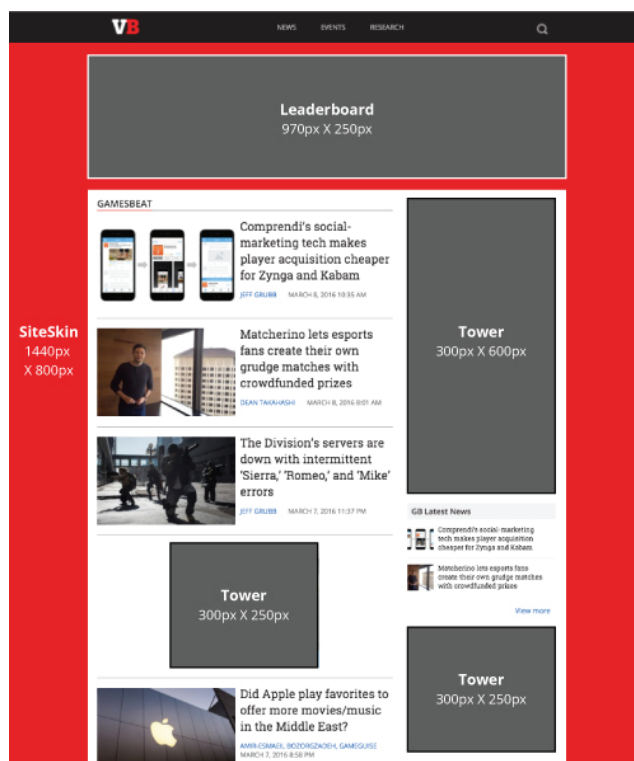 VB
NEWS EVENTS RESEARCH
Leaderboard
970px X 250px
SiteSkin
1440px
X 800px
GAMESBEAT
Comprendi's social-
marketing tech makes
player acquisition cheaper
for Zynga and Kabam
JEFF GRUBB MARCH 8, 2016 10:35 AM
Matcherino lets esports
fans create their own
grudge matches with
crowdfunded prizes
DEAN TAKAHASHI MARCH 8, 2016 8:01 AM
The Division's servers are
down with intermittent
'Sierra,' 'Romeo,' and 'Mike'
errors
JEFF GRUBB MARCH 7, 2016 11:37 PM
Tower
300px X 250px
Did Apple play favorites to
offer more movies/music
in the Middle East?
AMIR-ESMAEIL BOZORGZADEH, GAMEGUISE
MARCH 7, 2016 8:58 PM
Tower
300px X 600px
GB Latest News
Comprendi's social-marketing
tech makes player acquisition
cheaper for Zynga and Kabam
Matcherino lets esports fans
create their own grudge matches
with crowdfunded prizes
View more
Tower
300px X 250px